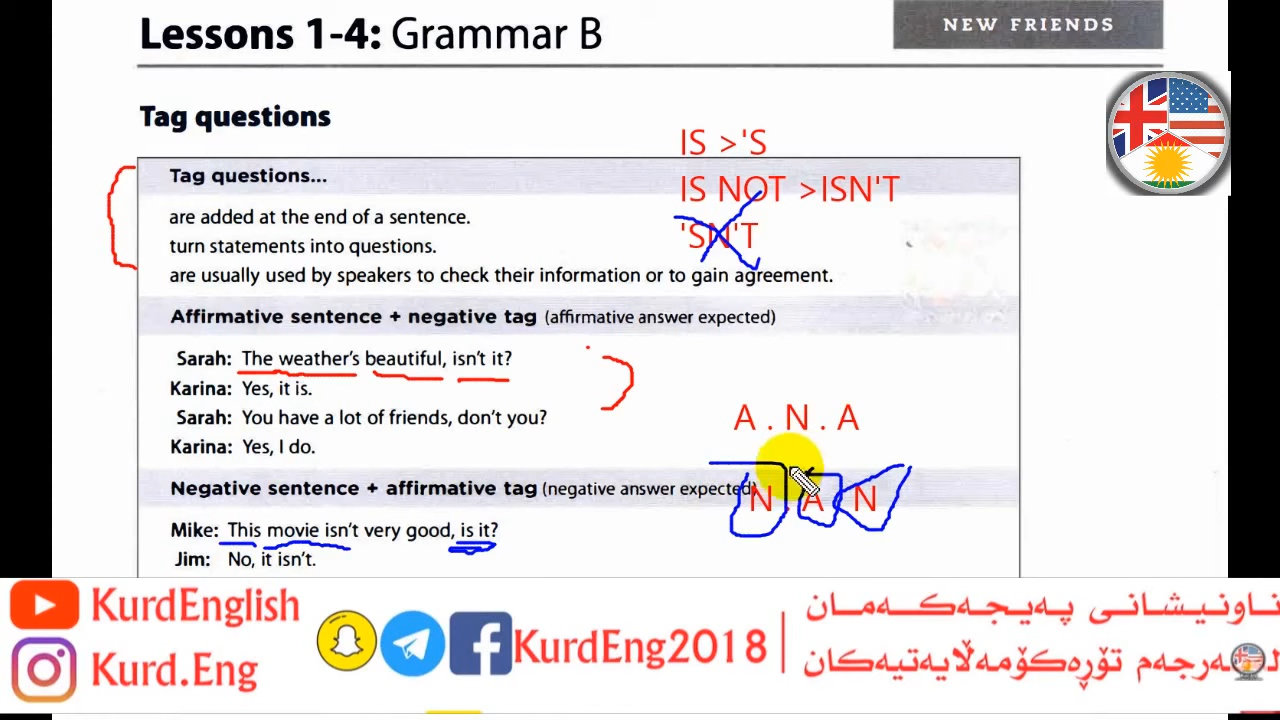 Lessons 1-4: Grammar B
NEW FRIENDS
Tag questions
IS >'S
Tag questions...
IS NOT >ISN'T
are added at the end of a sentence.
'SN'T
turn statements into questions.
are usually used by speakers to check their information or to gain agreement.
Affirmative sentence + negative tag (affirmative answer expected)
Sarah: The weather's beautiful, isn't it?
Karina: Yes, it is.
Sarah: You have a lot of friends, don't you?
A . N . A
Karina: Yes, I do.
Negative sentence + affirmative tag (negative answer expected)
N . A N
Mike: This movie isn't very good, is it?
Jim: No, it isn't.
KurdEnglish
ناونیشانی پەیجەکەمان
KurdEng2018
Kurd.Eng
تۆڕەکۆمەڵایەتیەکان